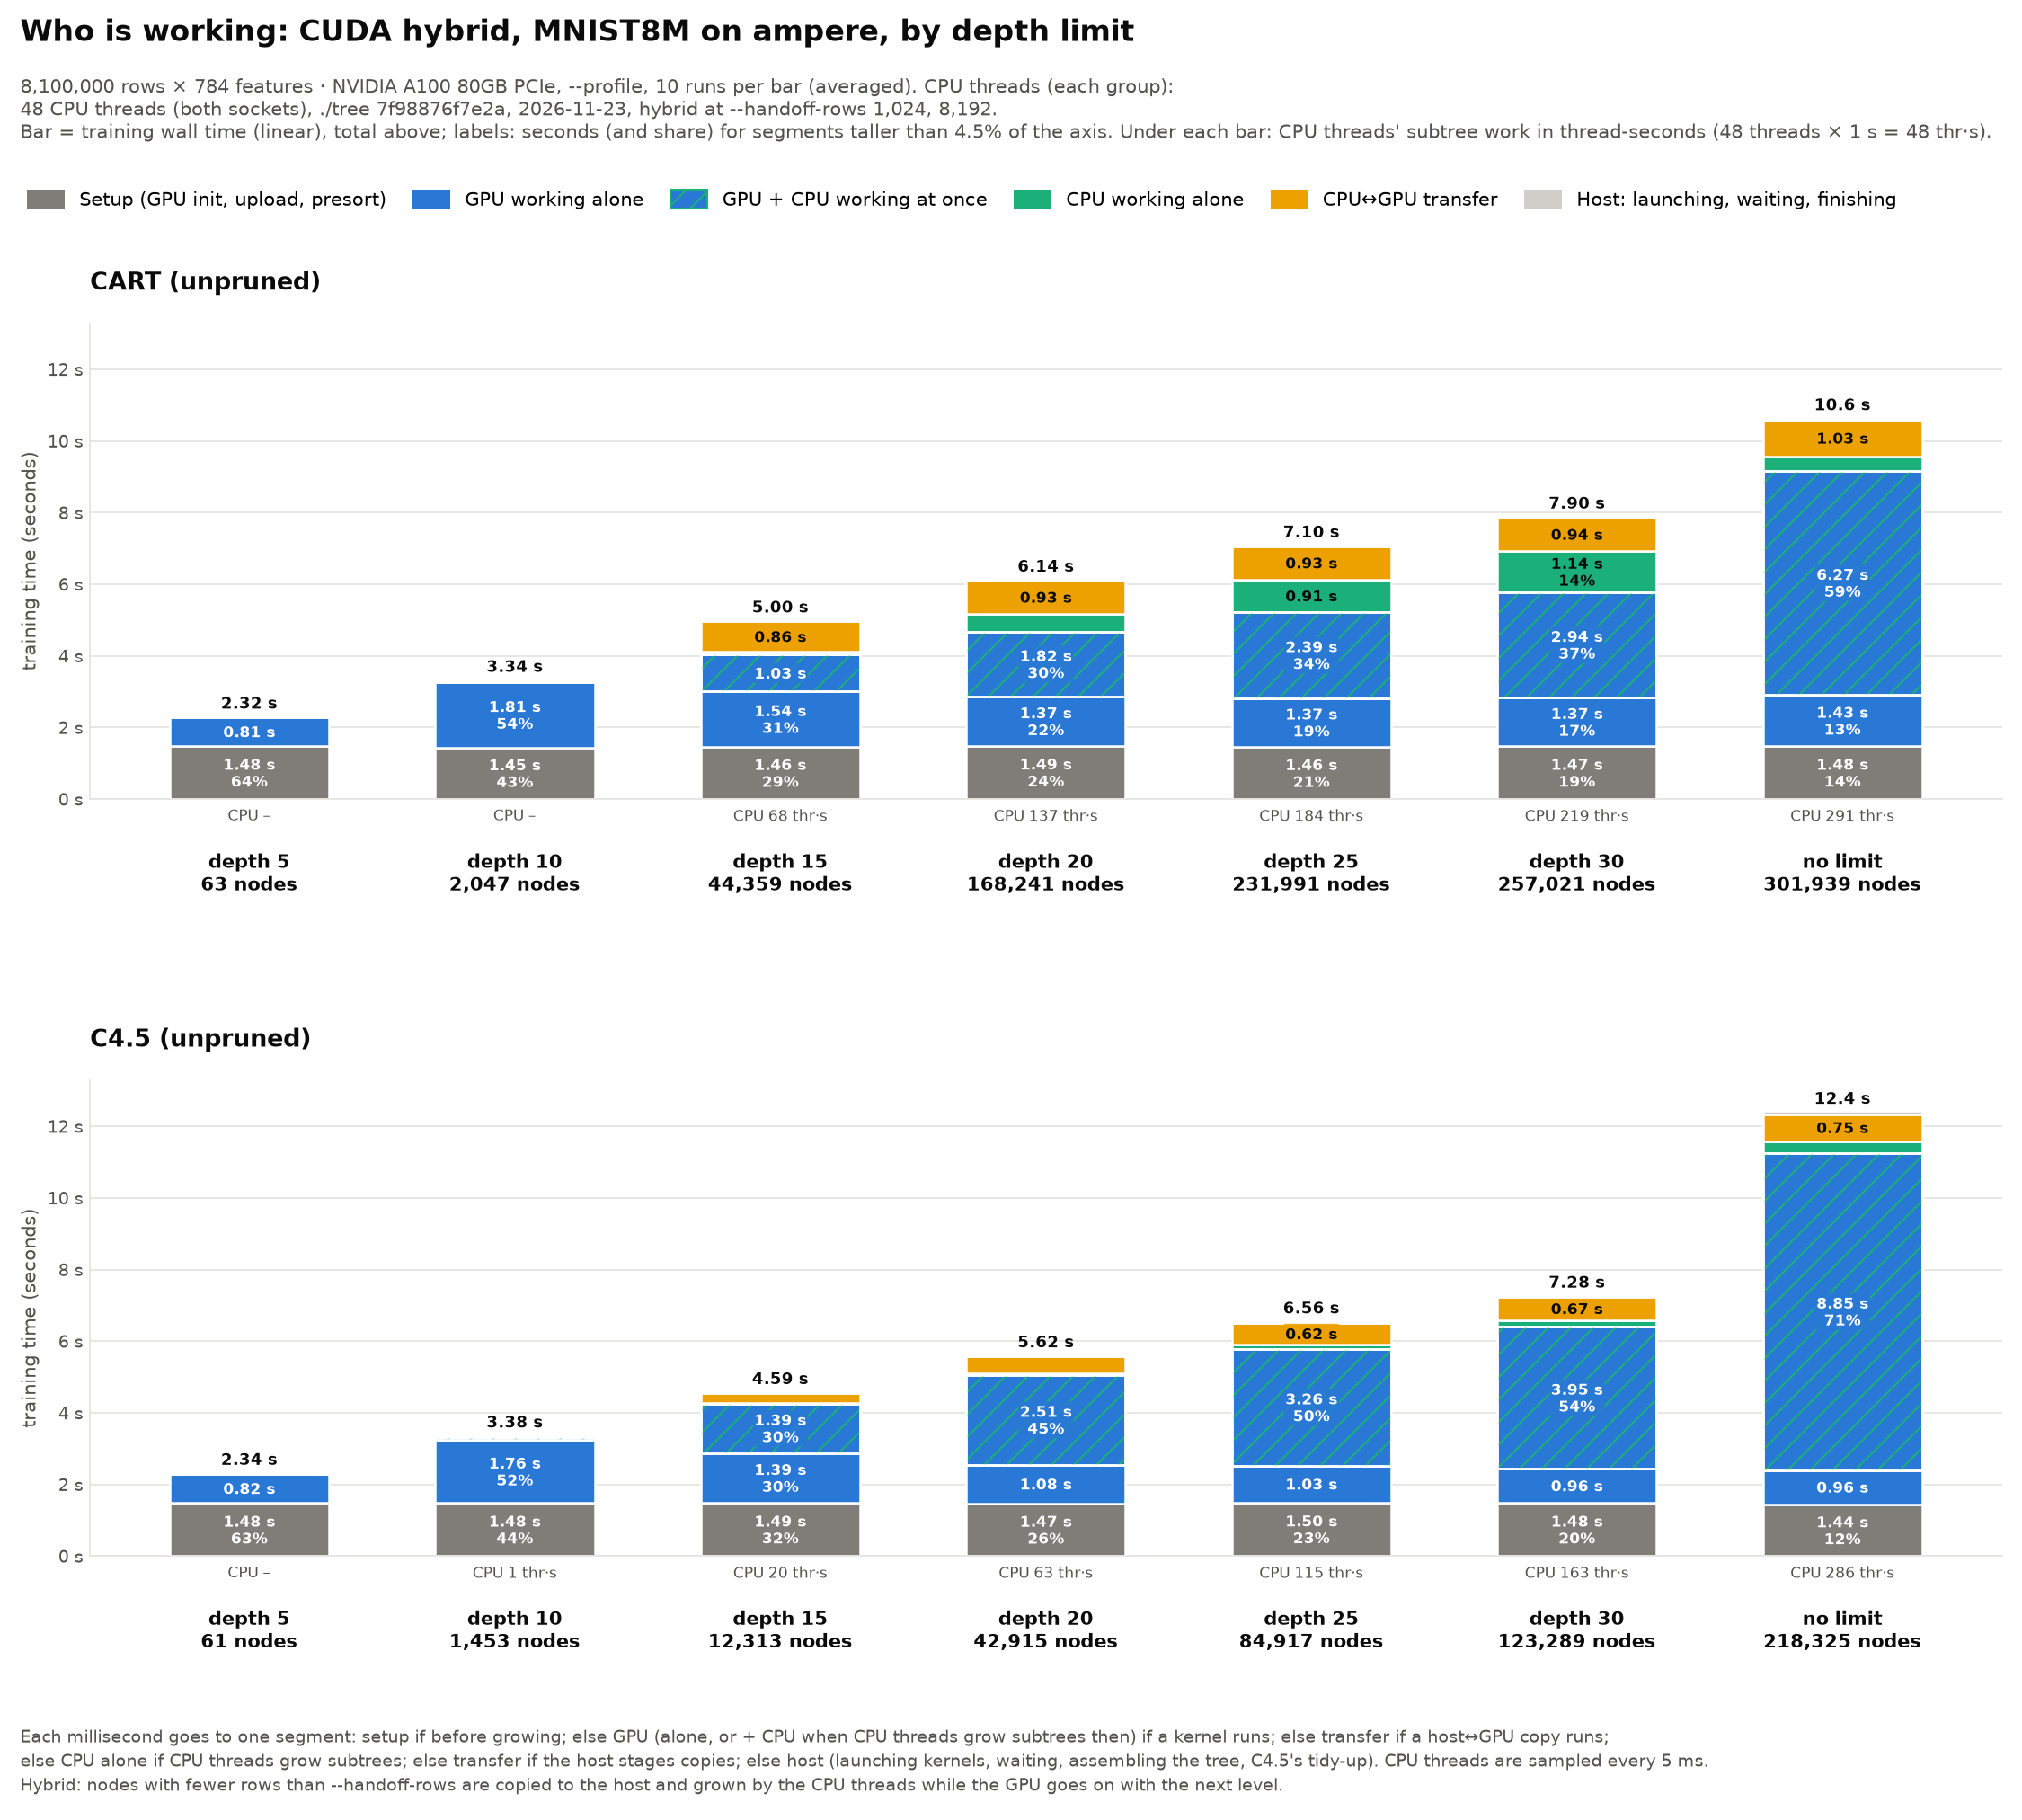 Who is working: CUDA hybrid, MNIST8M on ampere, by depth limit
8,100,000 rows × 784 features · NVIDIA A100 80GB PCIe, --profile, 10 runs per bar (averaged). CPU threads (each group):
48 CPU threads (both sockets), ./tree 7f98876f7e2a, 2026-11-23, hybrid at --handoff-rows 1,024, 8,192.
Bar = training wall time (linear), total above; labels: seconds (and share) for segments taller than 4.5% of the axis. Under each bar: CPU threads' subtree work in thread-seconds (48 threads × 1 s = 48 thr·s).
Setup (GPU init, upload, presort) GPU working alone GPU + CPU working at once CPU working alone CPU↔GPU transfer Host: launching, waiting, finishing
CART (unpruned)
training time (seconds)
12 s
10 s
8 s
6 s
4 s
2 s
0 s
2.32 s
0.81 s
1.48 s
64%
CPU –
depth 5
63 nodes
3.34 s
1.81 s
54%
1.45 s
43%
CPU –
depth 10
2,047 nodes
5.00 s
0.86 s
1.03 s
1.54 s
31%
1.46 s
29%
CPU 68 thr·s
depth 15
44,359 nodes
6.14 s
0.93 s
1.82 s
30%
1.37 s
22%
1.49 s
24%
CPU 137 thr·s
depth 20
168,241 nodes
7.10 s
0.93 s
0.91 s
2.39 s
34%
1.37 s
19%
1.46 s
21%
CPU 184 thr·s
depth 25
231,991 nodes
7.90 s
0.94 s
1.14 s
14%
2.94 s
37%
1.37 s
17%
1.47 s
19%
CPU 219 thr·s
depth 30
257,021 nodes
10.6 s
1.03 s
6.27 s
59%
1.43 s
13%
1.48 s
14%
CPU 291 thr·s
no limit
301,939 nodes
C4.5 (unpruned)
training time (seconds)
12 s
10 s
8 s
6 s
4 s
2 s
0 s
2.34 s
0.82 s
1.48 s
63%
CPU –
depth 5
61 nodes
3.38 s
1.76 s
52%
1.48 s
44%
CPU 1 thr·s
depth 10
1,453 nodes
4.59 s
1.39 s
30%
1.39 s
30%
1.49 s
32%
CPU 20 thr·s
depth 15
12,313 nodes
5.62 s
2.51 s
45%
1.08 s
1.47 s
26%
CPU 63 thr·s
depth 20
42,915 nodes
6.56 s
0.62 s
3.26 s
50%
1.03 s
1.50 s
23%
CPU 115 thr·s
depth 25
84,917 nodes
7.28 s
0.67 s
3.95 s
54%
0.96 s
1.48 s
20%
CPU 163 thr·s
depth 30
123,289 nodes
12.4 s
0.75 s
8.85 s
71%
0.96 s
1.44 s
12%
CPU 286 thr·s
no limit
218,325 nodes
Each millisecond goes to one segment: setup if before growing; else GPU (alone, or + CPU when CPU threads grow subtrees then) if a kernel runs; else transfer if a host↔GPU copy runs;
else CPU alone if CPU threads grow subtrees; else transfer if the host stages copies; else host (launching kernels, waiting, assembling the tree, C4.5's tidy-up). CPU threads are sampled every 5 ms.
Hybrid: nodes with fewer rows than --handoff-rows are copied to the host and grown by the CPU threads while the GPU goes on with the next level.